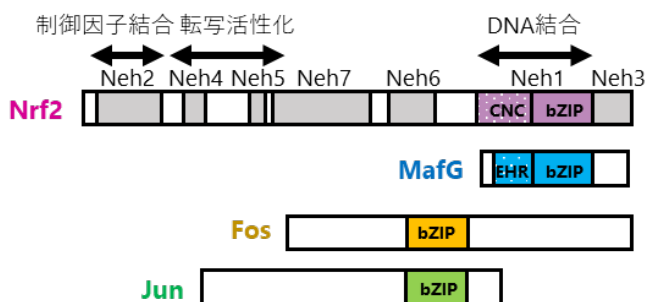 制御因子結合 転写活性化 DNA結合
Neh2 Neh4 Neh5 Neh7 Neh6 Neh1 Neh3
Nrf2 CNC bZIP
MafG EHR bZIP
Fos bZIP
Jun bZIP